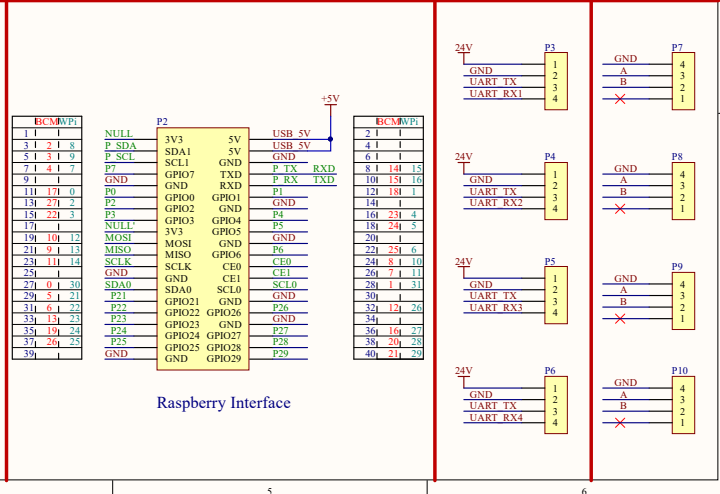 24V P3 P7
GND 4
1 A 3
GND 2 B 2
UART_TX 3 1
UART_RX1 4
+5V
BCM WPi P2 BCM WPi
1 NULL 3V3 5V USB_5V 2
3 2 8 P_SDA SDA1 5V USB_5V 4
5 3 9 P_SCL SCL1 GND GND 6
7 4 7 P7 GPIO7 TXD P_TX RXD 8 14 15
9 GND GND RXD P_RX TXD 10 15 16
11 17 0 P0 GPIO0 GPIO1 P1 12 18 1
13 27 2 P2 GPIO2 GND GND 14
15 22 3 P3 GPIO3 GPIO4 P4 16 23 4
17 NULL' 3V3 GPIO5 P5 18 24 5
19 10 12 MOSI MOSI GND GND 20
21 9 13 MISO MISO GPIO6 P6 22 25 6
23 11 14 SCLK SCLK CE0 CE0 24 8 10
25 GND GND CE1 CE1 26 7 11
27 0 30 SDA0 SDA0 SCL0 SCL0 28 1 31
29 5 21 P21 GPIO21 GND GND 30
31 6 22 P22 GPIO22 GPIO26 P26 32 12 26
33 13 23 P23 GPIO23 GND GND 34
35 19 24 P24 GPIO24 GPIO27 P27 36 16 27
37 26 25 P25 GPIO25 GPIO28 P28 38 20 28
39 GND GND GPIO29 P29 40 21 29
Raspberry Interface
24V P4 P8
GND 4
1 A 3
GND 2 B 2
UART_TX 3 1
UART_RX2 4
24V P5 P9
GND 4
1 A 3
GND 2 B 2
UART_TX 3 1
UART_RX3 4
24V P6 P10
GND 4
1 A 3
GND 2 B 2
UART_TX 3 1
UART_RX4 4
5 6